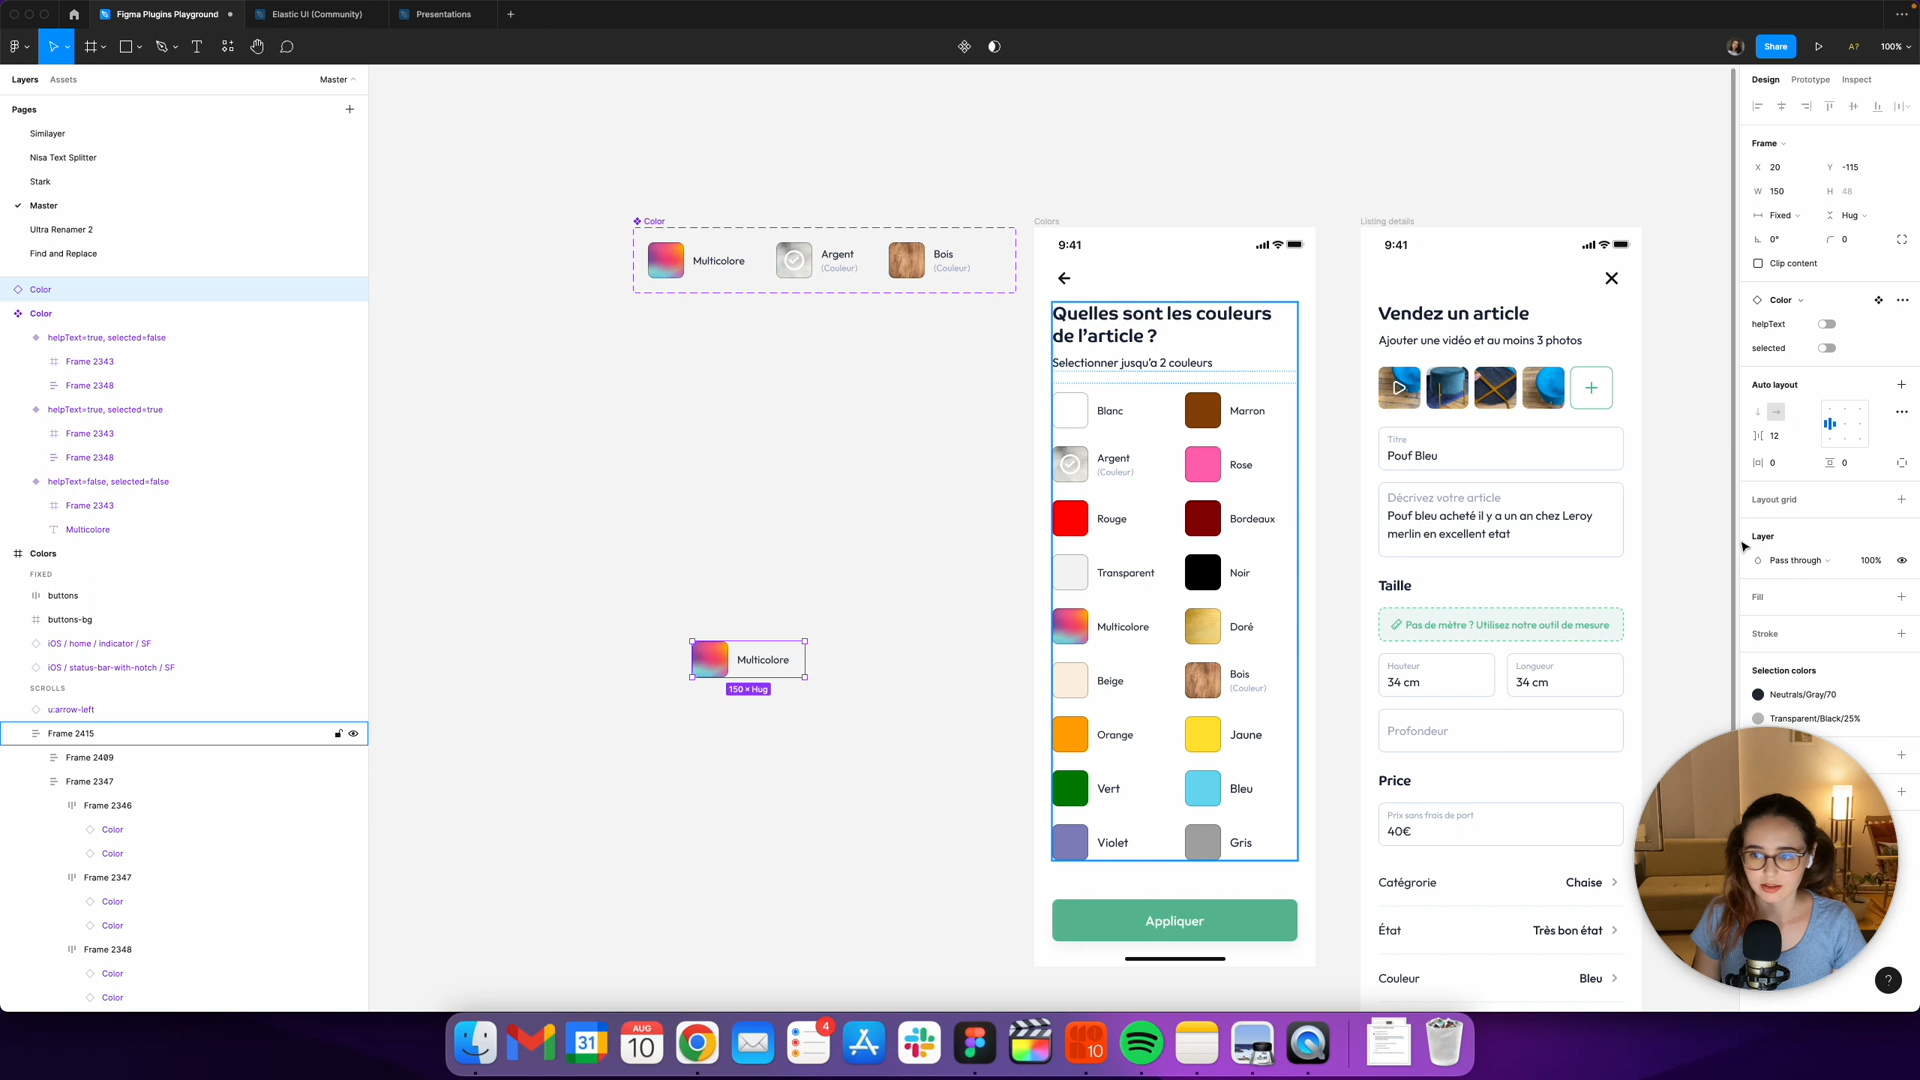 Figma Plugins Playground
Elastic UI (Community)
Presentations
Share
A?
100%
Layers
Assets
Master
Pages
Similayer
Nisa Text Splitter
Stark
Master
Ultra Renamer 2
Find and Replace
Color
Color
helpText=true, selected=false
Frame 2343
Frame 2348
helpText=true, selected=true
Frame 2343
Frame 2348
helpText=false, selected=false
Frame 2343
Multicolore
Colors
FIXED
buttons
buttons-bg
iOS / home / indicator / SF
iOS / status-bar-with-notch / SF
SCROLLS
u:arrow-left
Frame 2415
Frame 2409
Frame 2347
Frame 2346
Color
Color
Frame 2347
Color
Color
Frame 2348
Color
Color
Color
Multicolore
Argent
(Couleur)
Bois
(Couleur)
Multicolore
150 × Hug
Colors
9:41
Quelles sont les couleurs
de l’article ?
Selectionner jusqu’a 2 couleurs
Blanc
Marron
Argent
(Couleur)
Rose
Rouge
Bordeaux
Transparent
Noir
Multicolore
Doré
Beige
Bois
(Couleur)
Orange
Jaune
Vert
Bleu
Violet
Gris
Appliquer
Listing details
9:41
Vendez un article
Ajouter une vidéo et au moins 3 photos
Titre
Pouf Bleu
Décrivez votre article
Pouf bleu acheté il y a un an chez Leroy
merlin en excellent etat
Taille
Pas de mètre ? Utilisez notre outil de mesure
Hauteur
34 cm
Longueur
34 cm
Profondeur
Price
Prix sans frais de port
40€
Catégrorie
Chaise
État
Très bon état
Couleur
Bleu
Design
Prototype
Inspect
Frame
X 20
Y -115
W 150
H 48
Fixed
Hug
0°
0
Clip content
Color
helpText
selected
Auto layout
12
0
0
Layout grid
Layer
Pass through
100%
Fill
Stroke
Selection colors
Neutrals/Gray/70
Transparent/Black/25%
?
31
AUG
10
4
10